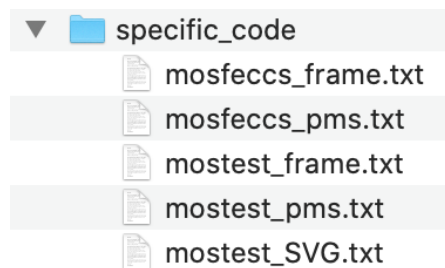 specific_code
mosfeccs_frame.txt
mosfeccs_pms.txt
mostest_frame.txt
mostest_pms.txt
mostest_SVG.txt